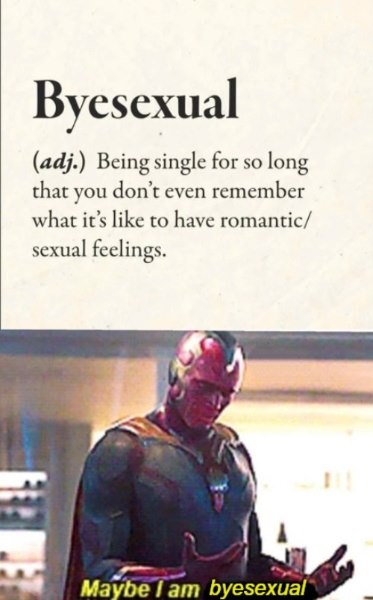 Byesexual
(adj.) Being single for so long
that you don't even remember
what it's like to have romantic/
sexual feelings.
Maybe I am byesexual